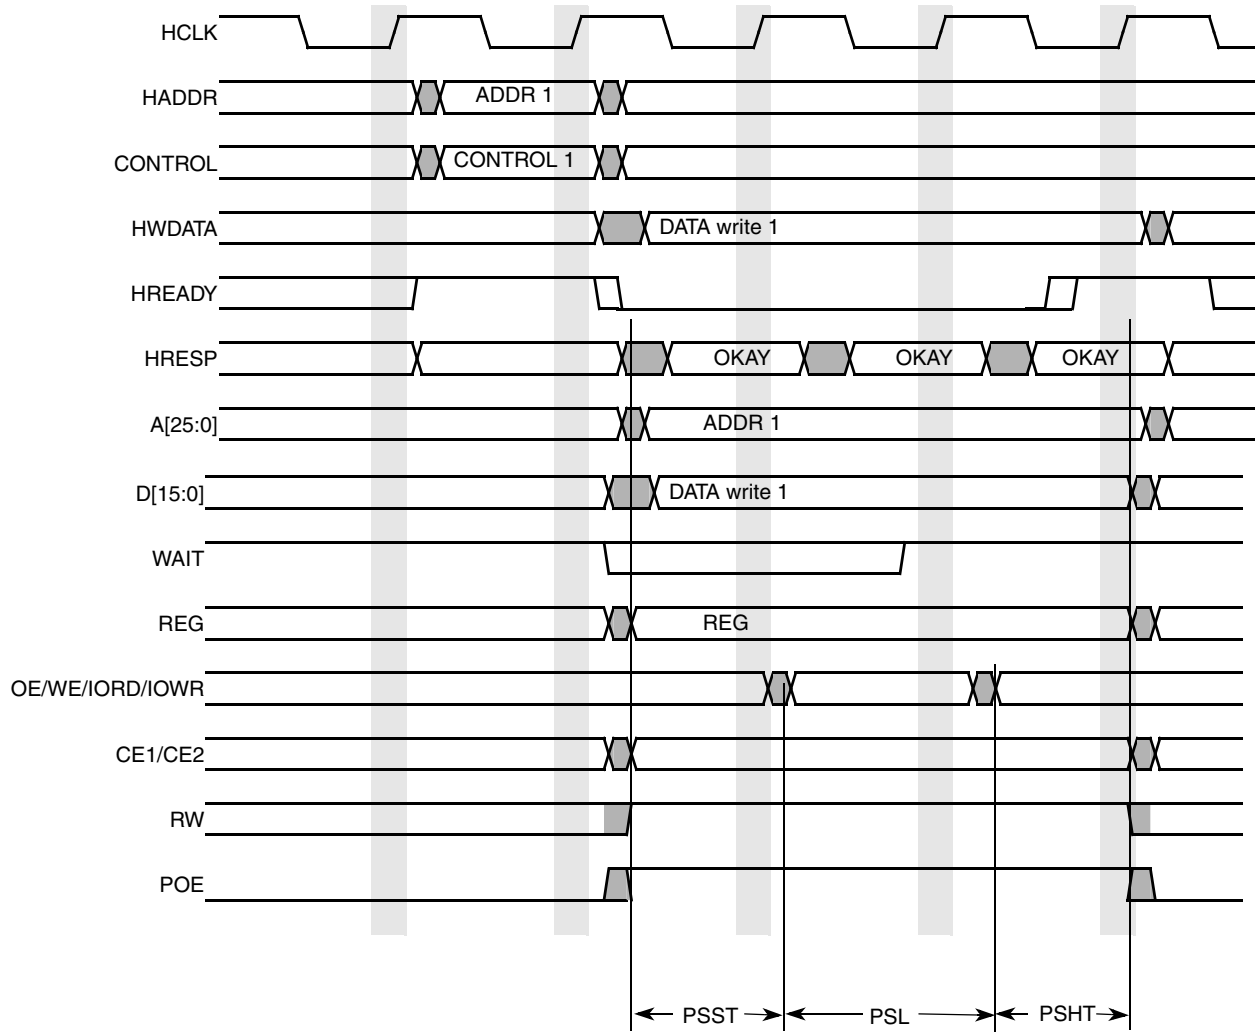 HCLK
HADDR
ADDR 1
CONTROL
CONTROL 1
HWDATA
DATA write 1
HREADY
HRESP
OKAY
OKAY
OKAY
A[25:0]
ADDR 1
D[15:0]
DATA write 1
WAIT
REG
REG
OE/WE/IORD/IOWR
CE1/CE2
RW
POE
PSST
PSL
PSHT